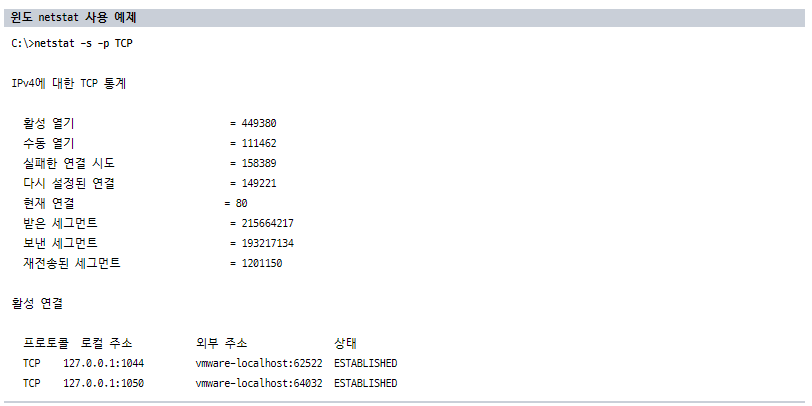 윈도 netstat 사용 예제
C:\>netstat -s -p TCP
IPv4에 대한 TCP 통계
활성 열기 = 449380
수동 열기 = 111462
실패한 연결 시도 = 158389
다시 설정된 연결 = 149221
현재 연결 = 80
받은 세그먼트 = 215664217
보낸 세그먼트 = 193217134
재전송된 세그먼트 = 1201150
활성 연결
프로토콜 로컬 주소 외부 주소 상태
TCP 127.0.0.1:1044 vmware-localhost:62522 ESTABLISHED
TCP 127.0.0.1:1050 vmware-localhost:64032 ESTABLISHED